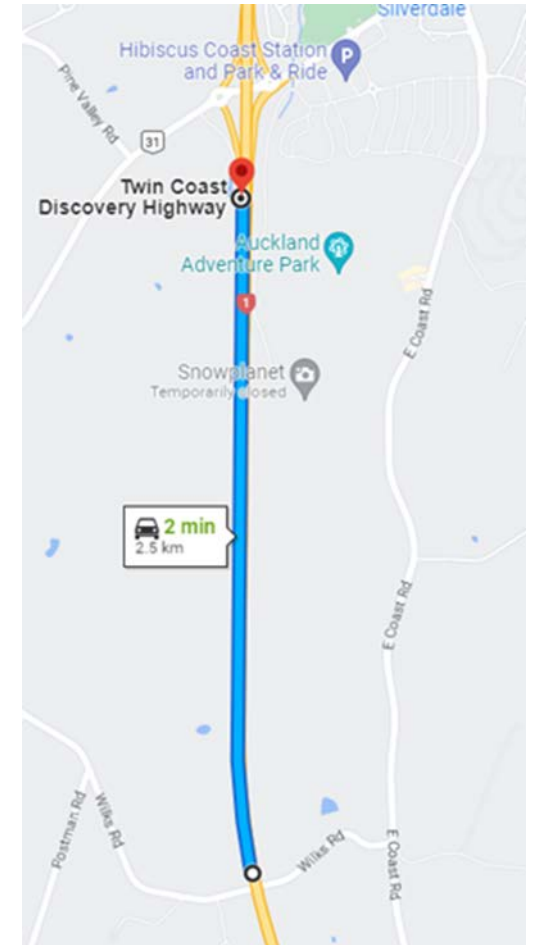 Silverdale
Hibiscus Coast Station
and Park & Ride
P
Pine Valley Rd
31
Twin Coast
Discovery Highway
Auckland
Adventure Park
1
E Coast Rd
Snowplanet
Temporarily closed
2 min
2.5 km
E Coast Rd
Postman Rd
Wilks Rd
Wilks Rd
E Coast Rd